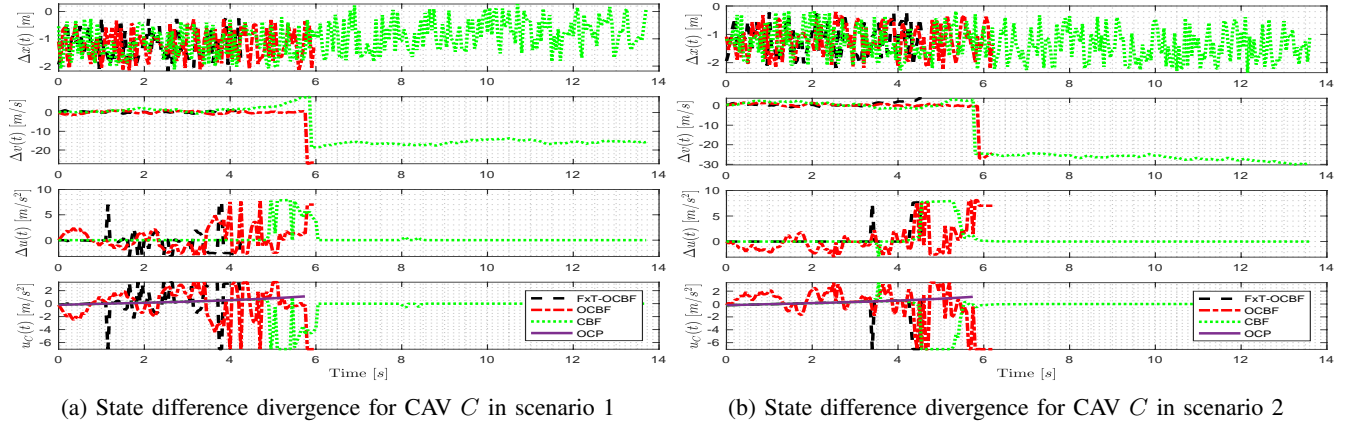 Δx(t) [m]
0
-1
-2
0 2 4 6 8 10 12 14
Δv(t) [m/s]
0
-10
-20
0 2 4 6 8 10 12 14
Δu(t) [m/s²]
10
5
0
0 2 4 6 8 10 12 14
u_C(t) [m/s²]
2
0
-2
-4
-6
FxT-OCBF
OCBF
CBF
OCP
0 2 4 6 8 10 12 14
Time [s]
(a) State difference divergence for CAV C in scenario 1
Δx(t) [m]
0
-1
-2
0 2 4 6 8 10 12 14
Δv(t) [m/s]
0
-10
-20
-30
0 2 4 6 8 10 12 14
Δu(t) [m/s²]
10
5
0
0 2 4 6 8 10 12 14
u_C(t) [m/s²]
2
0
-2
-4
-6
FxT-OCBF
OCBF
CBF
OCP
0 2 4 6 8 10 12 14
Time [s]
(b) State difference divergence for CAV C in scenario 2